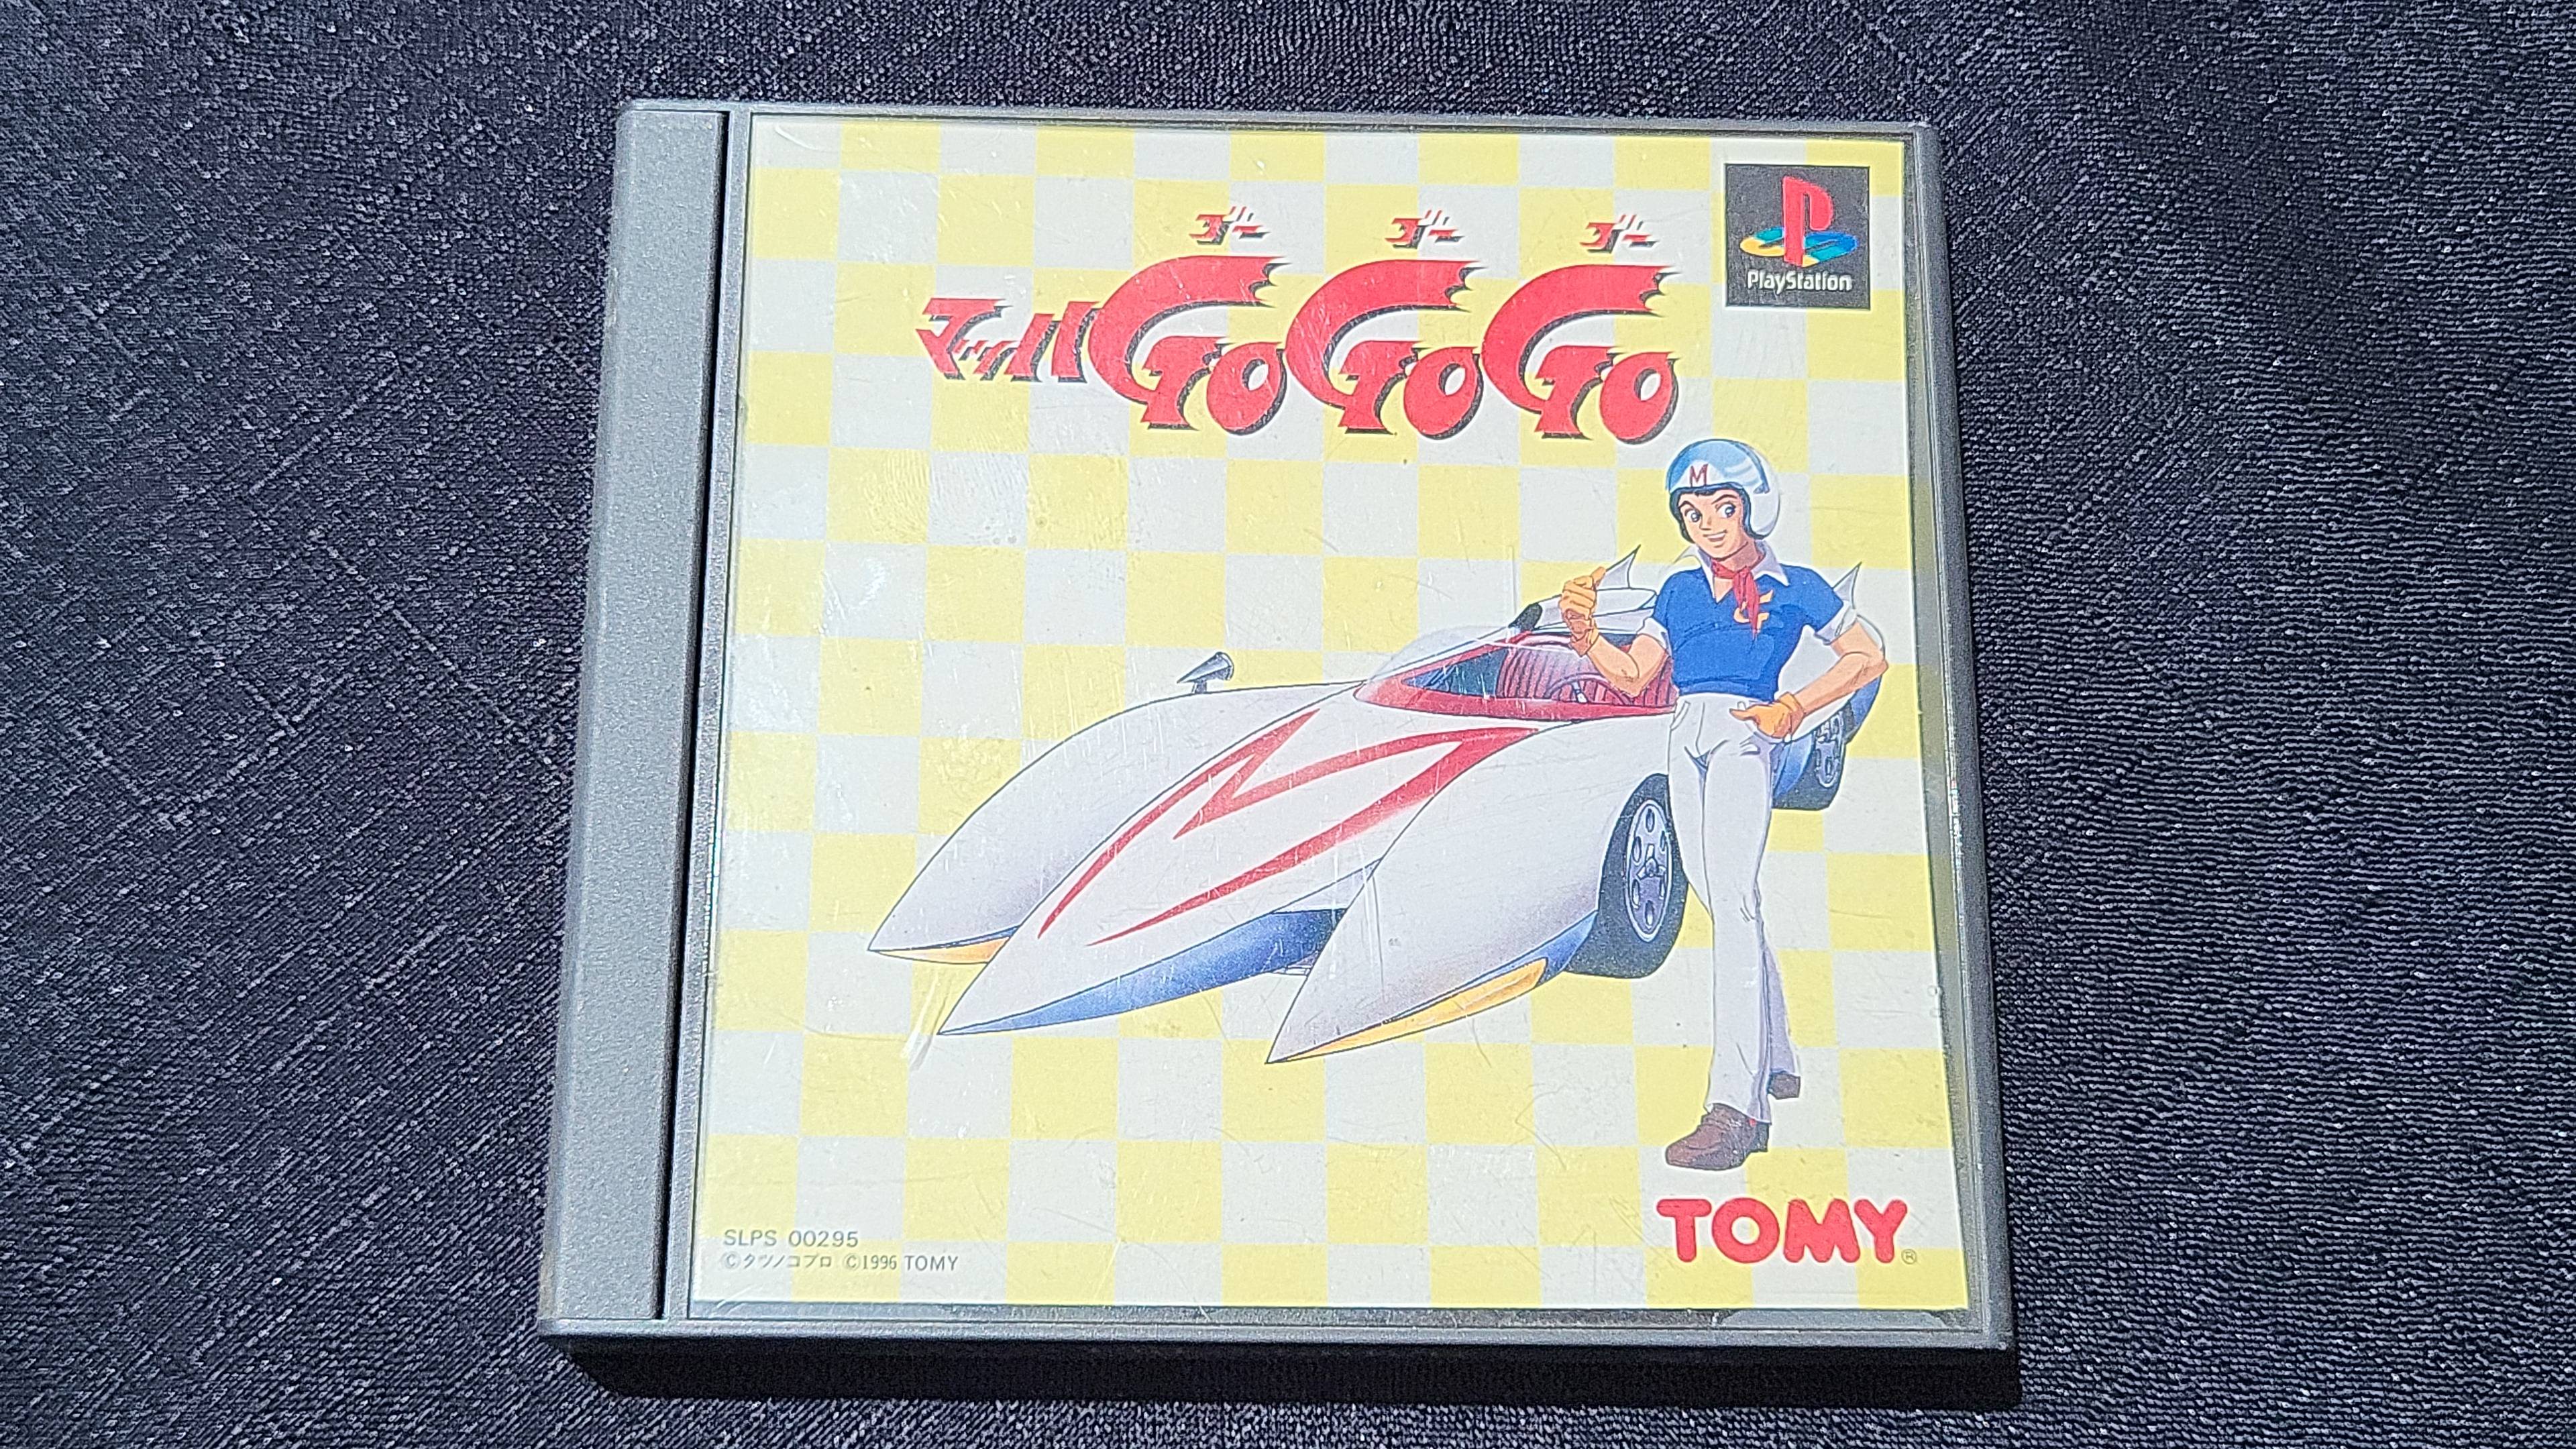 PlayStation
ゴー ゴー ゴー
マッハGoGoGo
M
G
TOMY®
SLPS 00295
©タツノコプロ ©1996 TOMY